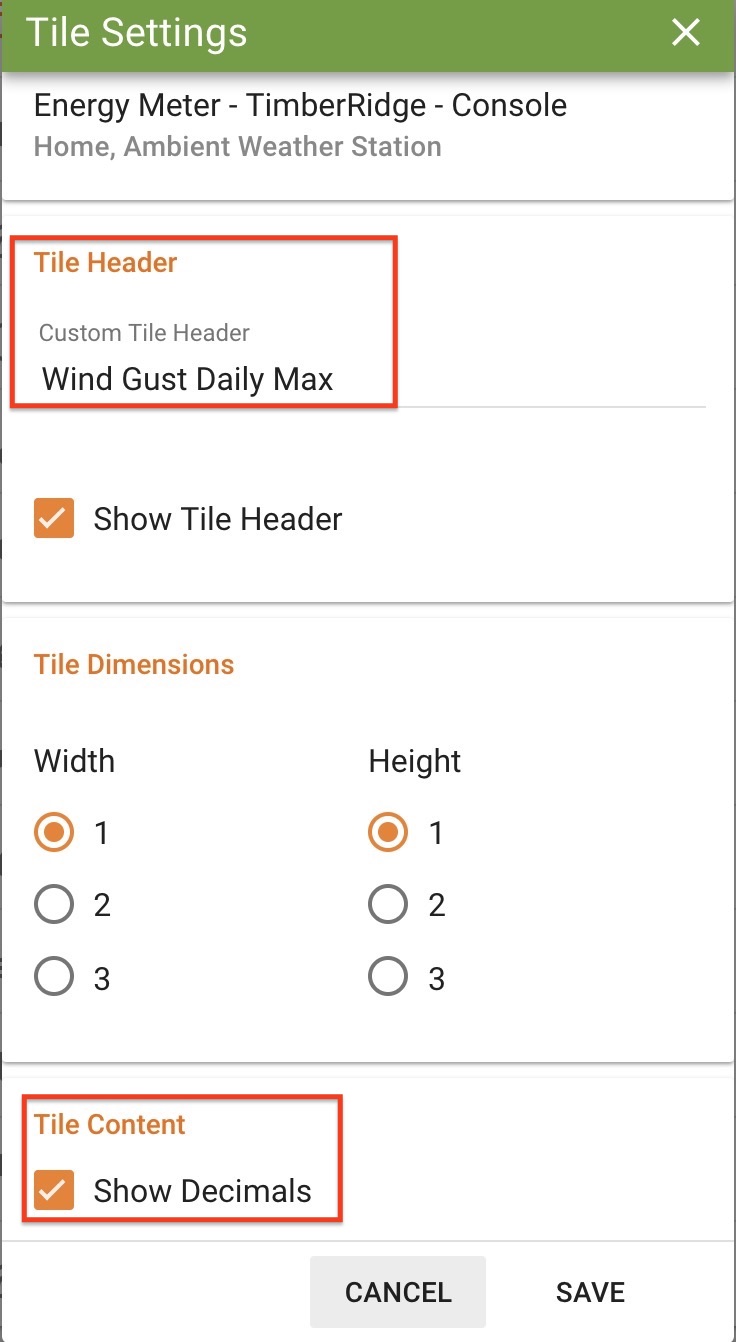 Tile Settings
Energy Meter - TimberRidge - Console
Home, Ambient Weather Station
Tile Header
Custom Tile Header
Wind Gust Daily Max
Show Tile Header
Tile Dimensions
Width Height
1 1
2 2
3 3
Tile Content
Show Decimals
CANCEL SAVE